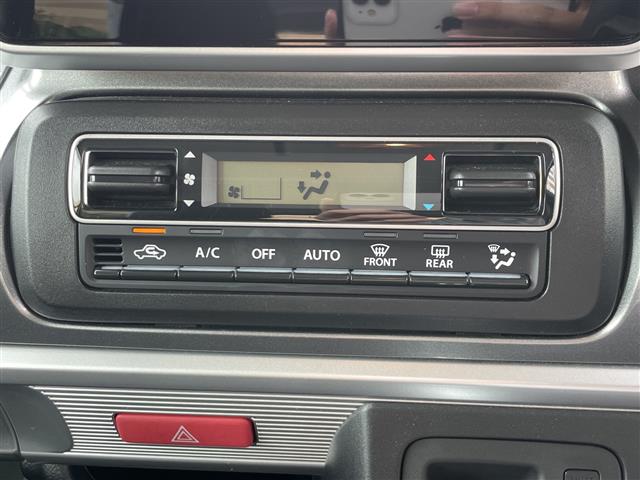 A/C OFF AUTO FRONT REAR